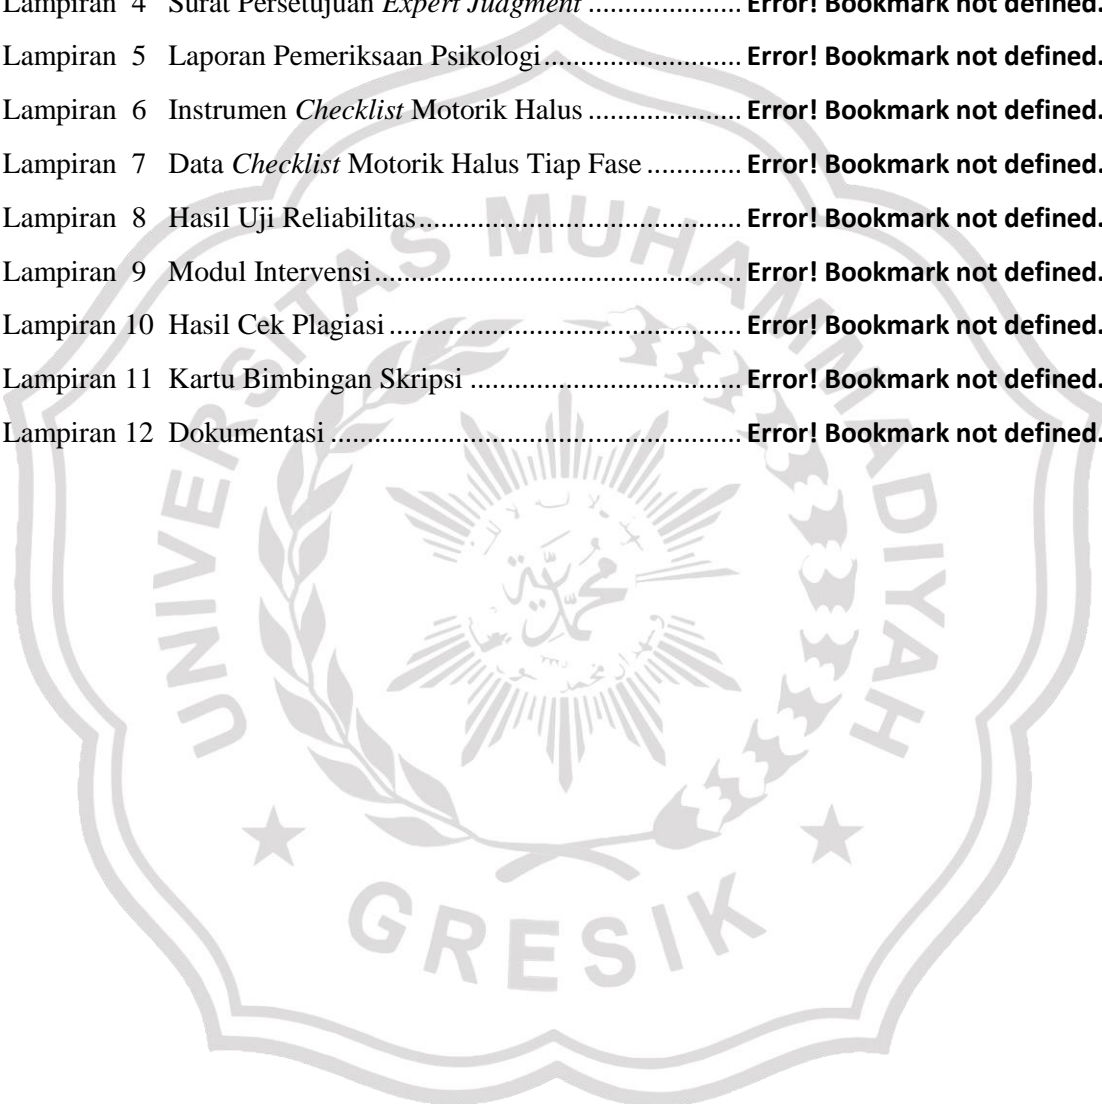 Lampiran 4 Surat Persetujuan Expert Judgment ...................... Error! Bookmark not defined.
Lampiran 5 Laporan Pemeriksaan Psikologi............................ Error! Bookmark not defined.
Lampiran 6 Instrumen Checklist Motorik Halus .................... Error! Bookmark not defined.
Lampiran 7 Data Checklist Motorik Halus Tiap Fase ............. Error! Bookmark not defined.
Lampiran 8 Hasil Uji Reliabilitas.............................................. Error! Bookmark not defined.
Lampiran 9 Modul Intervensi..................................................... Error! Bookmark not defined.
Lampiran 10 Hasil Cek Plagiasi................................................... Error! Bookmark not defined.
Lampiran 11 Kartu Bimbingan Skripsi ...................................... Error! Bookmark not defined.
Lampiran 12 Dokumentasi ........................................................... Error! Bookmark not defined.
UNIVERSITAS MUHAMMADIYAH
محمدية
GRESIK